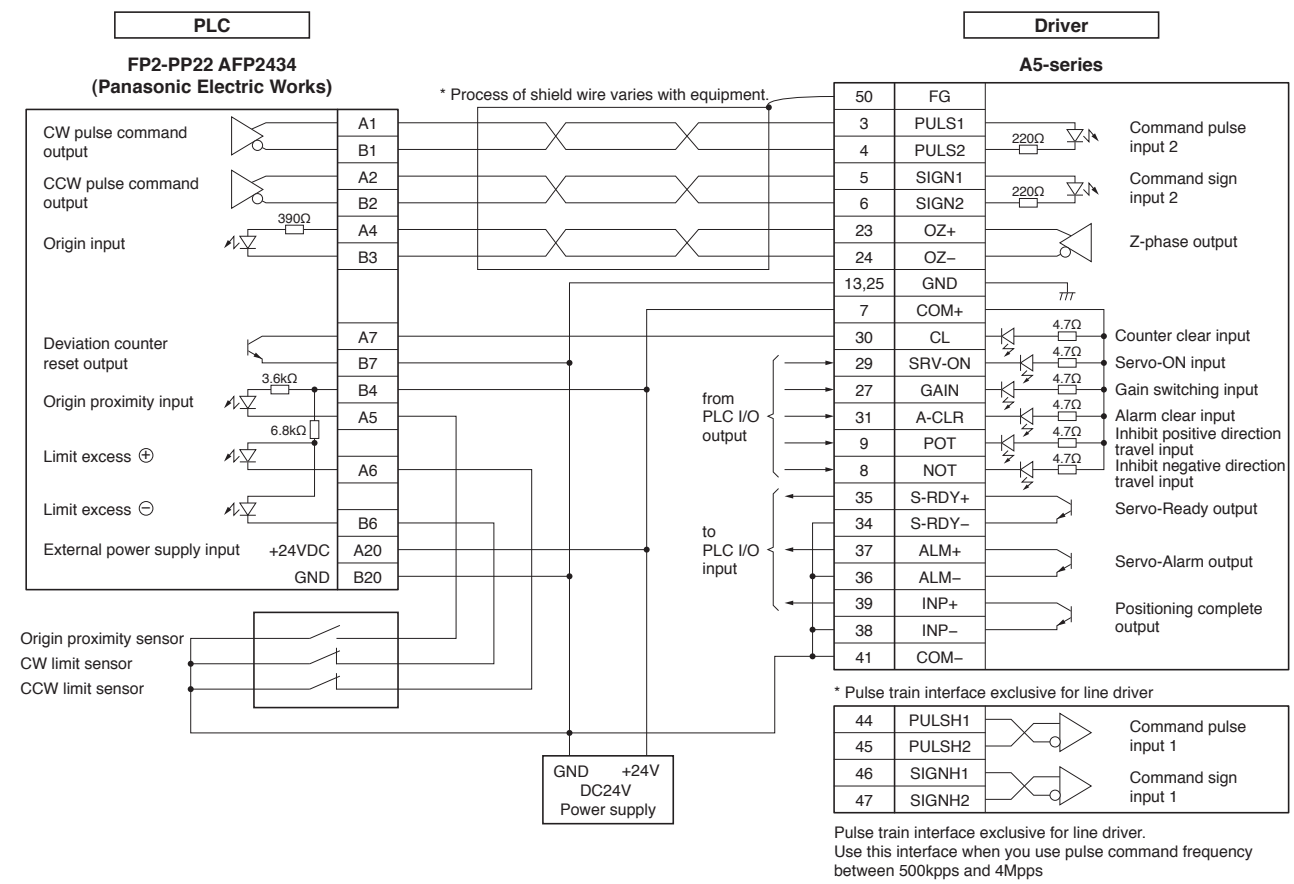 PLC
Driver
FP2-PP22 AFP2434
(Panasonic Electric Works)
A5-series
* Process of shield wire varies with equipment.
CW pulse command
output
A1
B1
CCW pulse command
output
A2
B2
390Ω
Origin input
A4
B3
Deviation counter
reset output
A7
B7
3.6kΩ
Origin proximity input
B4
A5
6.8kΩ
Limit excess ⊕
A6
Limit excess ⊖
B6
External power supply input
+24VDC
A20
GND
B20
Origin proximity sensor
CW limit sensor
CCW limit sensor
GND +24V
DC24V
Power supply
from
PLC I/O
output
to
PLC I/O
input
50 FG
3 PULS1
4 PULS2
220Ω
Command pulse
input 2
5 SIGN1
6 SIGN2
220Ω
Command sign
input 2
23 OZ+
24 OZ−
Z-phase output
13,25 GND
7 COM+
30 CL
4.7Ω
Counter clear input
29 SRV-ON
4.7Ω
Servo-ON input
27 GAIN
4.7Ω
Gain switching input
31 A-CLR
4.7Ω
Alarm clear input
9 POT
4.7Ω
Inhibit positive direction
travel input
8 NOT
4.7Ω
Inhibit negative direction
travel input
35 S-RDY+
34 S-RDY−
Servo-Ready output
37 ALM+
36 ALM−
Servo-Alarm output
39 INP+
38 INP−
Positioning complete
output
41 COM−
* Pulse train interface exclusive for line driver
44 PULSH1
45 PULSH2
Command pulse
input 1
46 SIGNH1
47 SIGNH2
Command sign
input 1
Pulse train interface exclusive for line driver.
Use this interface when you use pulse command frequency
between 500kpps and 4Mpps